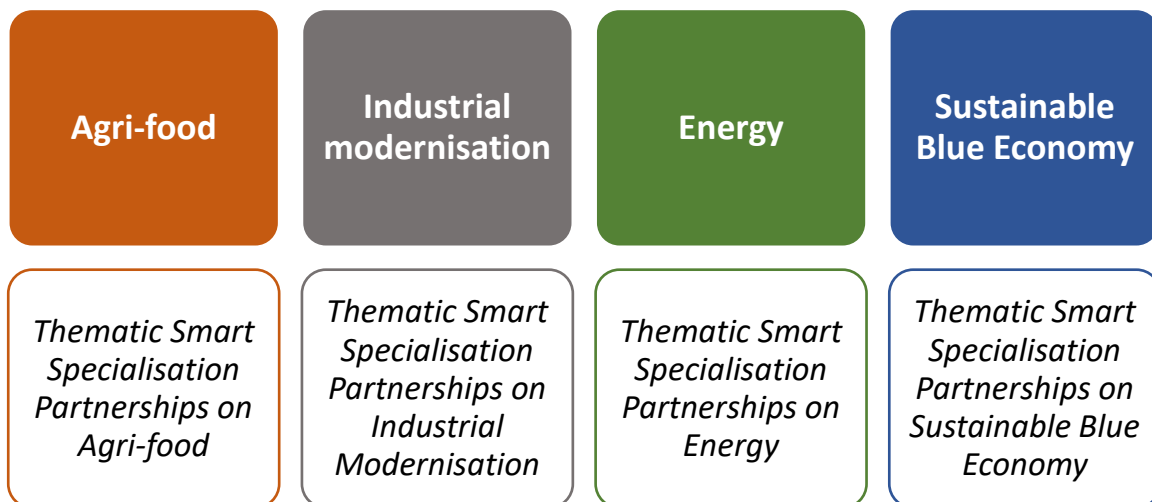 Agri-food
Industrial
modernisation
Energy
Sustainable
Blue Economy
Thematic Smart
Specialisation
Partnerships on
Agri-food
Thematic Smart
Specialisation
Partnerships on
Industrial
Modernisation
Thematic Smart
Specialisation
Partnerships on
Energy
Thematic Smart
Specialisation
Partnerships on
Sustainable Blue
Economy